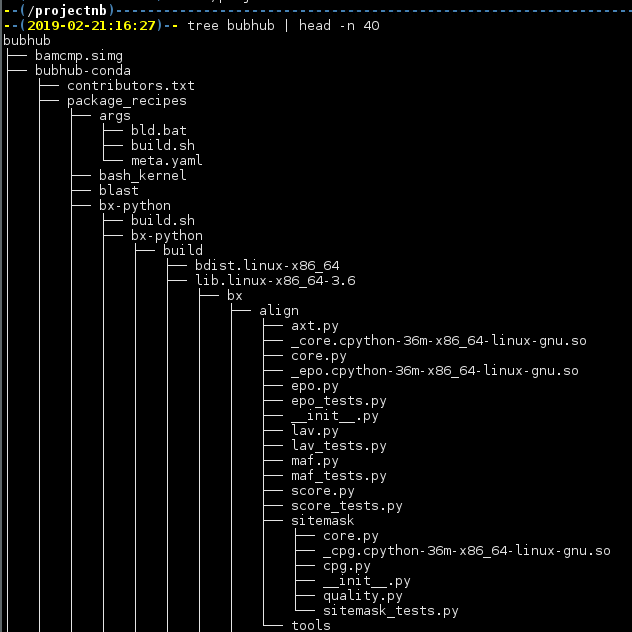 --(/projectnb)--------------------------------------------------------------------
--(2019-02-21:16:27)-- tree bubhub | head -n 40
bubhub
├── bamcmp.simg
├── bubhub-conda
│   ├── contributors.txt
│   ├── package_recipes
│   │   ├── args
│   │   │   ├── bld.bat
│   │   │   ├── build.sh
│   │   │   └── meta.yaml
│   │   ├── bash_kernel
│   │   ├── blast
│   │   ├── bx-python
│   │   │   ├── build.sh
│   │   │   ├── bx-python
│   │   │   │   ├── build
│   │   │   │   │   ├── bdist.linux-x86_64
│   │   │   │   │   ├── lib.linux-x86_64-3.6
│   │   │   │   │   │   ├── bx
│   │   │   │   │   │   │   ├── align
│   │   │   │   │   │   │   │   ├── axt.py
│   │   │   │   │   │   │   │   ├── _core.cpython-36m-x86_64-linux-gnu.so
│   │   │   │   │   │   │   │   ├── core.py
│   │   │   │   │   │   │   │   ├── _epo.cpython-36m-x86_64-linux-gnu.so
│   │   │   │   │   │   │   │   ├── epo.py
│   │   │   │   │   │   │   │   ├── epo_tests.py
│   │   │   │   │   │   │   │   ├── __init__.py
│   │   │   │   │   │   │   │   ├── lav.py
│   │   │   │   │   │   │   │   ├── lav_tests.py
│   │   │   │   │   │   │   │   ├── maf.py
│   │   │   │   │   │   │   │   ├── maf_tests.py
│   │   │   │   │   │   │   │   ├── score.py
│   │   │   │   │   │   │   │   ├── score_tests.py
│   │   │   │   │   │   │   │   ├── sitemask
│   │   │   │   │   │   │   │   │   ├── core.py
│   │   │   │   │   │   │   │   │   ├── _cpg.cpython-36m-x86_64-linux-gnu.so
│   │   │   │   │   │   │   │   │   ├── cpg.py
│   │   │   │   │   │   │   │   │   ├── __init__.py
│   │   │   │   │   │   │   │   │   ├── quality.py
│   │   │   │   │   │   │   │   │   └── sitemask_tests.py
│   │   │   │   │   │   │   │   └── tools